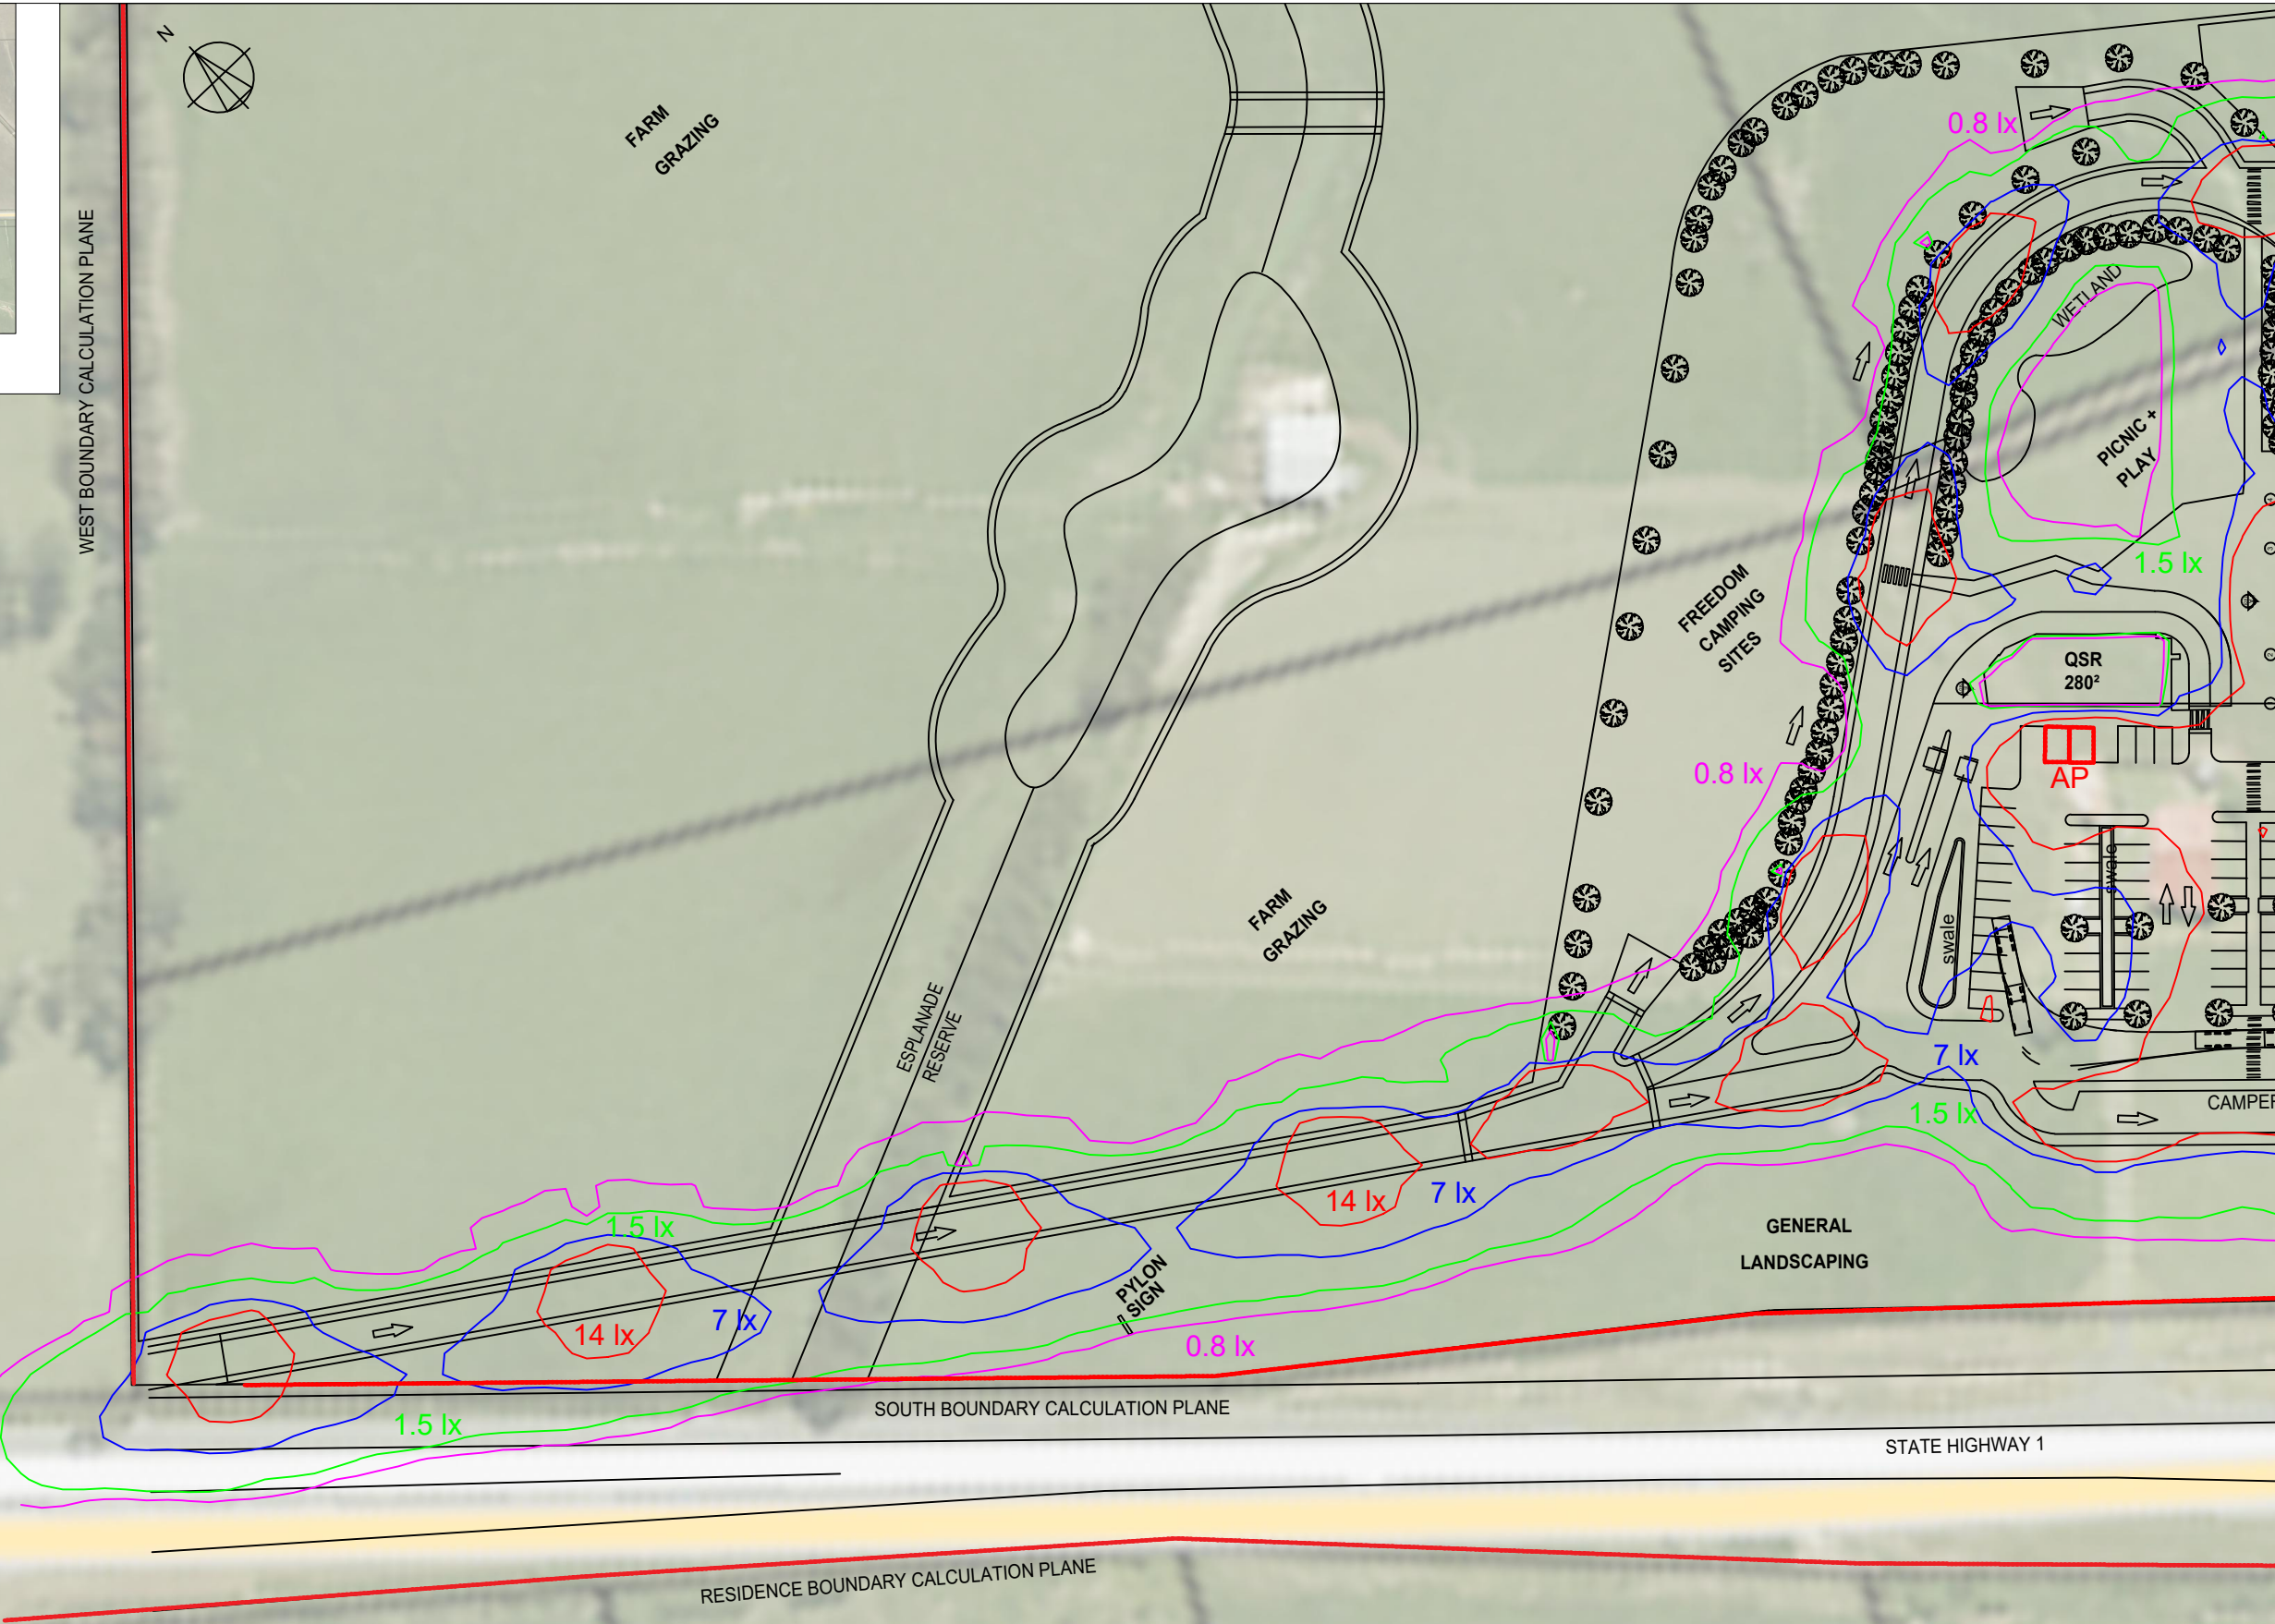 N
FARM
GRAZING
WEST BOUNDARY CALCULATION PLANE
0.8 lx
WETLAND
PICNIC +
PLAY
1.5 lx
FREEDOM
CAMPING
SITES
QSR
280²
0.8 lx
AP
swale
swale
FARM
GRAZING
ESPLANADE
RESERVE
7 lx
1.5 lx
CAMPER
14 lx
7 lx
1.5 lx
GENERAL
LANDSCAPING
PYLON
SIGN
7 lx
14 lx
0.8 lx
1.5 lx
SOUTH BOUNDARY CALCULATION PLANE
STATE HIGHWAY 1
RESIDENCE BOUNDARY CALCULATION PLANE